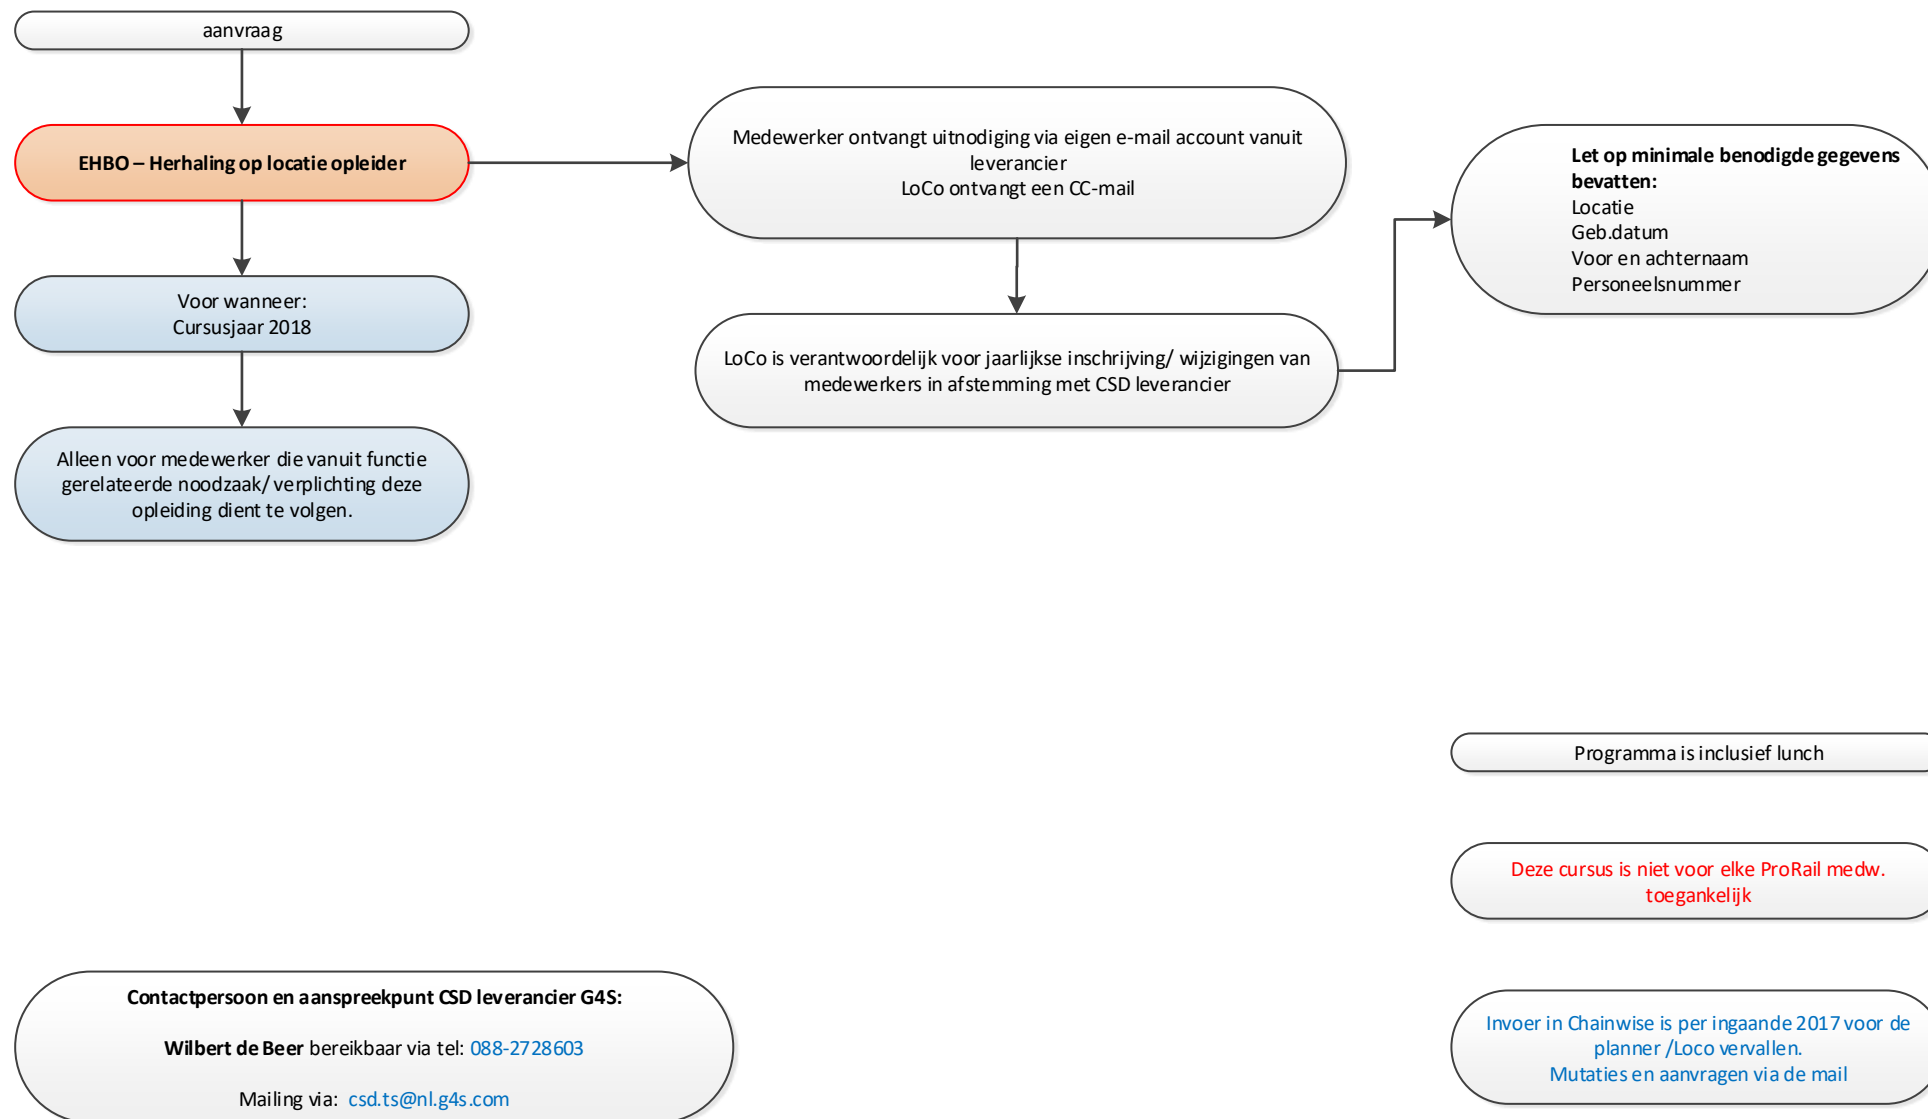 aanvraag
EHBO – Herhaling op locatie opleider
Voor wanneer:
Cursusjaar 2018
Alleen voor medewerker die vanuit functie
gerelateerde noodzaak/ verplichting deze
opleiding dient te volgen.
Medewerker ontvangt uitnodiging via eigen e-mail account vanuit
leverancier
LoCo ontvangt een CC-mail
LoCo is verantwoordelijk voor jaarlijkse inschrijving/ wijzigingen van
medewerkers in afstemming met CSD leverancier
Let op minimale benodigde gegevens
bevatten:
Locatie
Geb.datum
Voor en achternaam
Personeelsnummer
Programma is inclusief lunch
Deze cursus is niet voor elke ProRail medw.
toegankelijk
Invoer in Chainwise is per ingaande 2017 voor de
planner /Loco vervallen.
Mutaties en aanvragen via de mail
Contactpersoon en aanspreekpunt CSD leverancier G4S:
Wilbert de Beer bereikbaar via tel: 088-2728603
Mailing via: csd.ts@nl.g4s.com